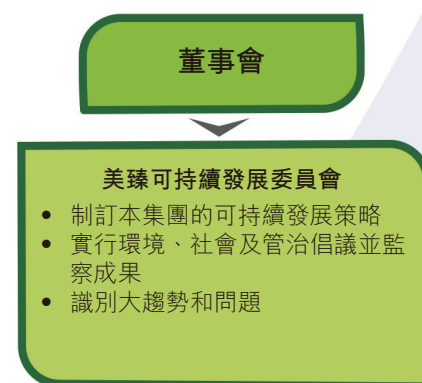 董事會
美臻可持續發展委員會
• 制訂本集團的可持續發展策略
• 實行環境、社會及管治倡議並監
察成果
• 識別大趨勢和問題